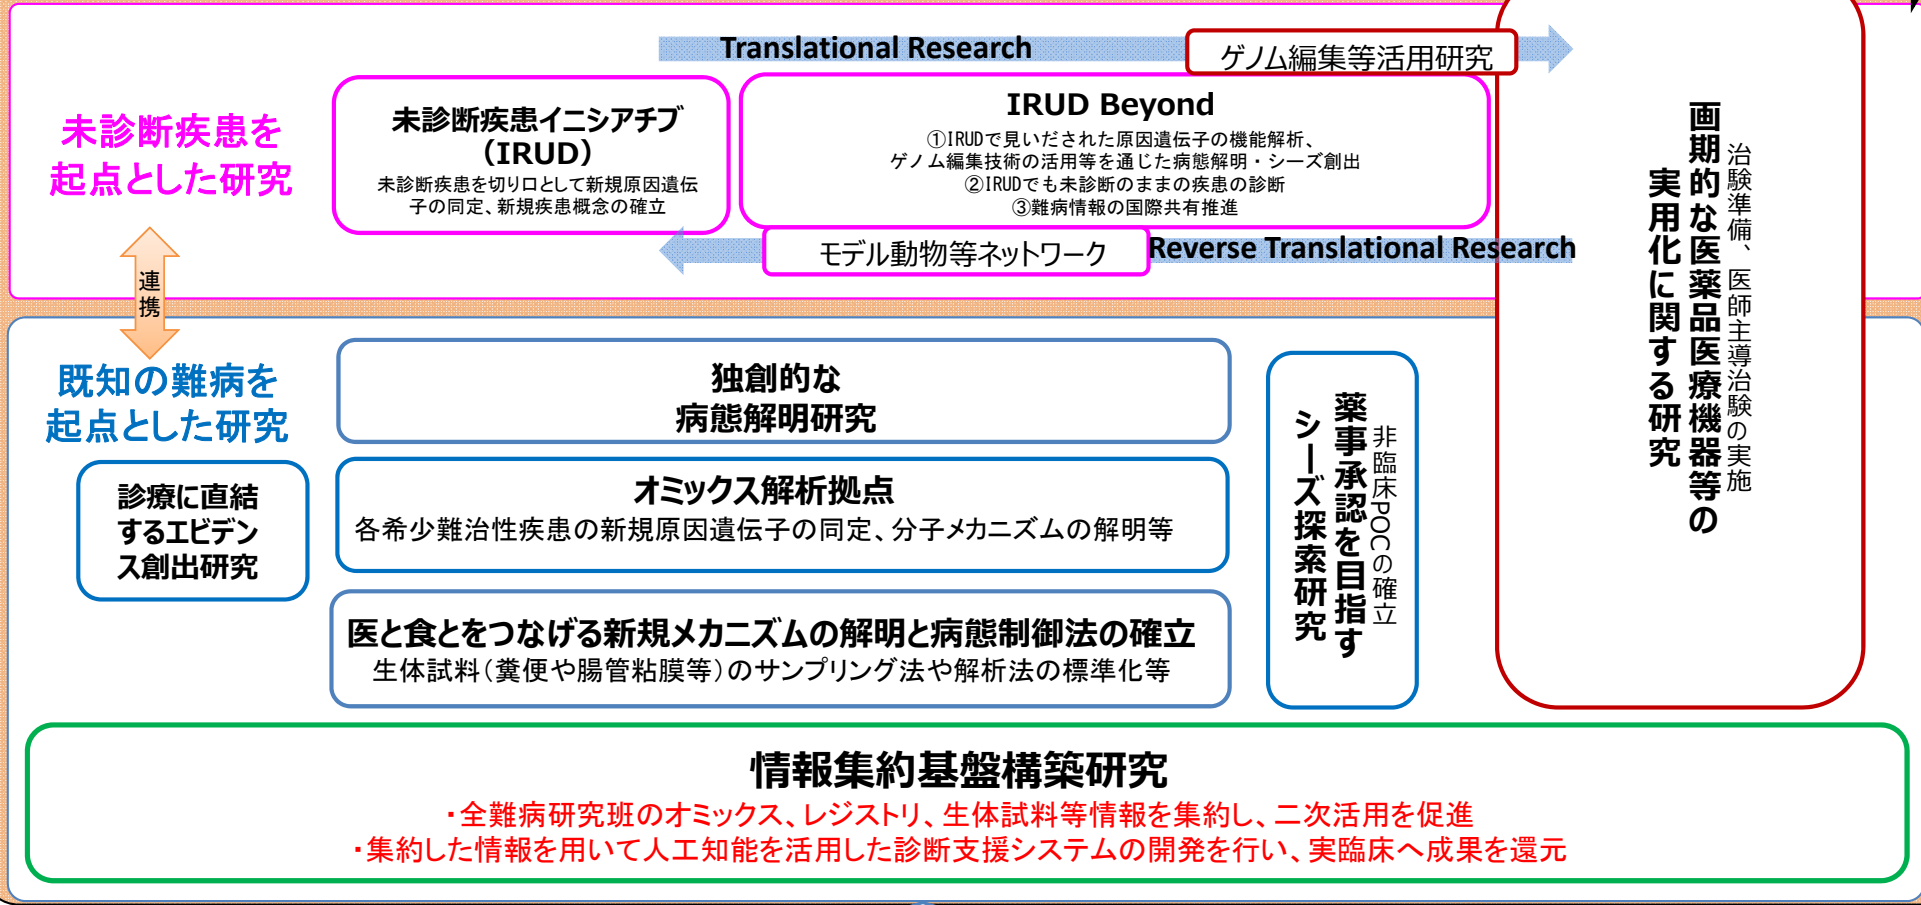 Translational Research
ゲノム編集等活用研究
未診断疾患を
起点とした研究
未診断疾患イニシアチブ
（IRUD）
未診断疾患を切り口として新規原因遺伝
子の同定、新規疾患概念の確立
IRUD Beyond
①IRUDで見いだされた原因遺伝子の機能解析、
ゲノム編集技術の活用等を通じた病態解明・シーズ創出
②IRUDでも未診断のままの疾患の診断
③難病情報の国際共有推進
モデル動物等ネットワーク
Reverse Translational Research
連携
既知の難病を
起点とした研究
診療に直結
するエビデン
ス創出研究
独創的な
病態解明研究
オミックス解析拠点
各希少難治性疾患の新規原因遺伝子の同定、分子メカニズムの解明等
医と食とをつなげる新規メカニズムの解明と病態制御法の確立
生体試料（糞便や腸管粘膜等）のサンプリング法や解析法の標準化等
非臨床POCの確立
薬事承認を目指す
シーズ探索研究
治験準備、医師主導治験の実施
画期的な医薬品医療機器等の
実用化に関する研究
情報集約基盤構築研究
・全難病研究班のオミックス、レジストリ、生体試料等情報を集約し、二次活用を促進
・集約した情報を用いて人工知能を活用した診断支援システムの開発を行い、実臨床へ成果を還元